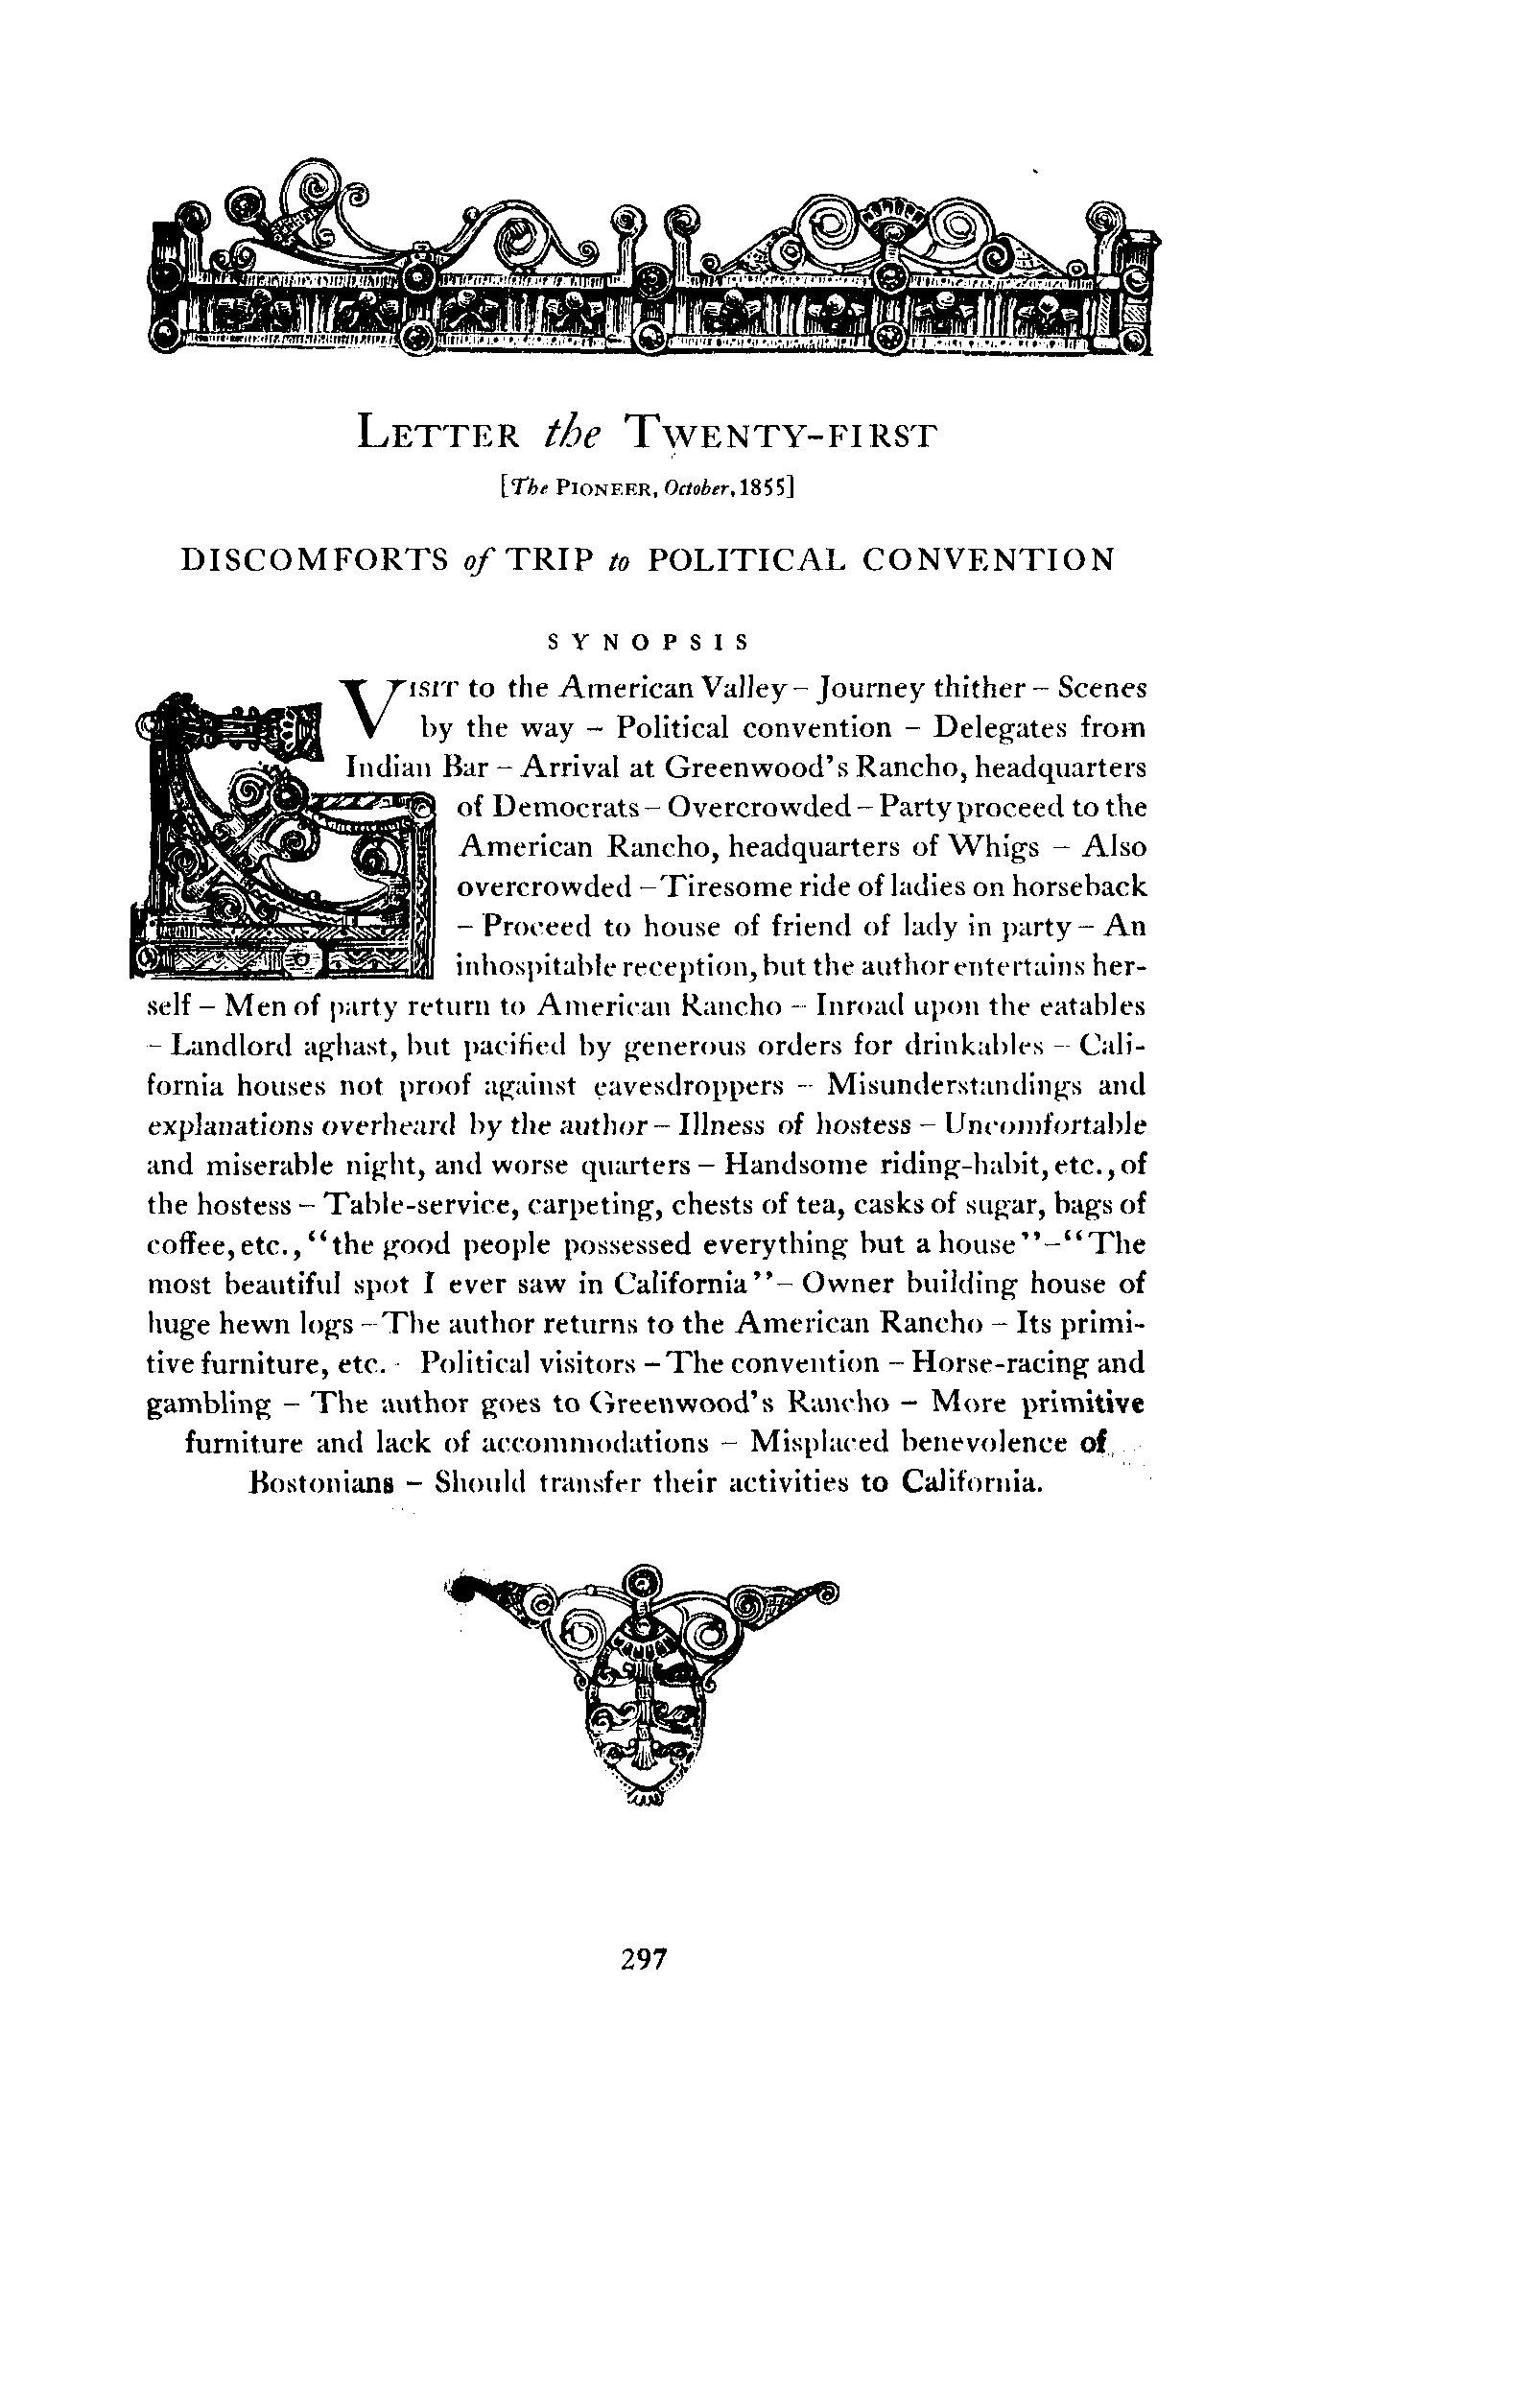 LETTER the TWENTY-FIRST
[The PIONEER, October, 1855]
DISCOMFORTS of TRIP to POLITICAL CONVENTION
SYNOPSIS
VISIT to the American Valley – Journey thither – Scenes
by the way – Political convention – Delegates from
Indian Bar – Arrival at Greenwood's Rancho, headquarters
of Democrats – Overcrowded – Party proceed to the
American Rancho, headquarters of Whigs – Also
overcrowded – Tiresome ride of ladies on horseback
– Proceed to house of friend of lady in party – An
inhospitable reception, but the author entertains her-
self – Men of party return to American Rancho – Inroad upon the eatables
– Landlord aghast, but pacified by generous orders for drinkables – Cali-
fornia houses not proof against eavesdroppers – Misunderstandings and
explanations overheard by the author – Illness of hostess – Uncomfortable
and miserable night, and worse quarters – Handsome riding-habit, etc., of
the hostess – Table-service, carpeting, chests of tea, casks of sugar, bags of
coffee, etc., "the good people possessed everything but a house" – "The
most beautiful spot I ever saw in California" – Owner building house of
huge hewn logs – The author returns to the American Rancho – Its primi-
tive furniture, etc. - Political visitors – The convention – Horse-racing and
gambling – The author goes to Greenwood's Rancho – More primitive
furniture and lack of accommodations – Misplaced benevolence of
Bostonians – Should transfer their activities to California.
297